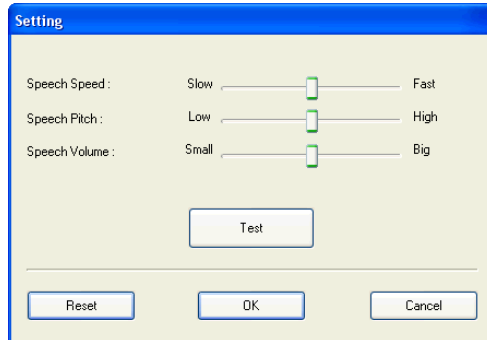 Setting
Speech Speed : Slow Fast
Speech Pitch : Low High
Speech Volume : Small Big
Test
Reset OK Cancel